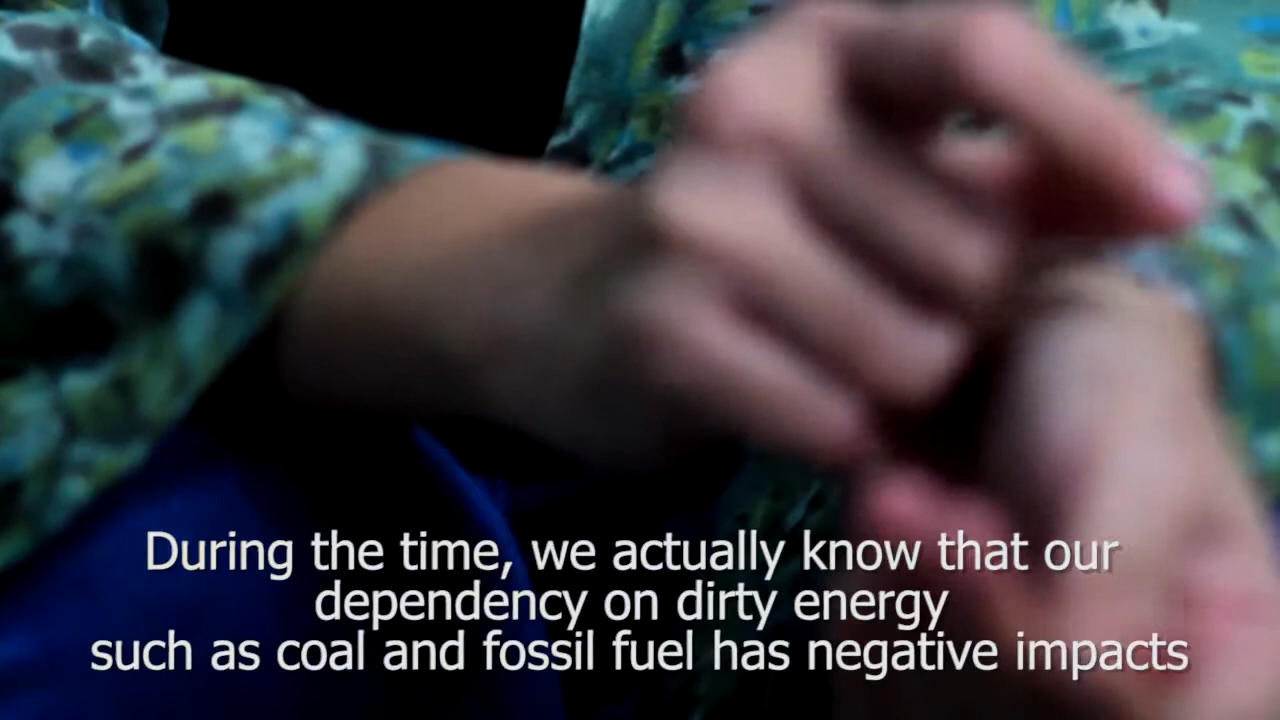 During the time, we actually know that our
dependency on dirty energy
such as coal and fossil fuel has negative impacts